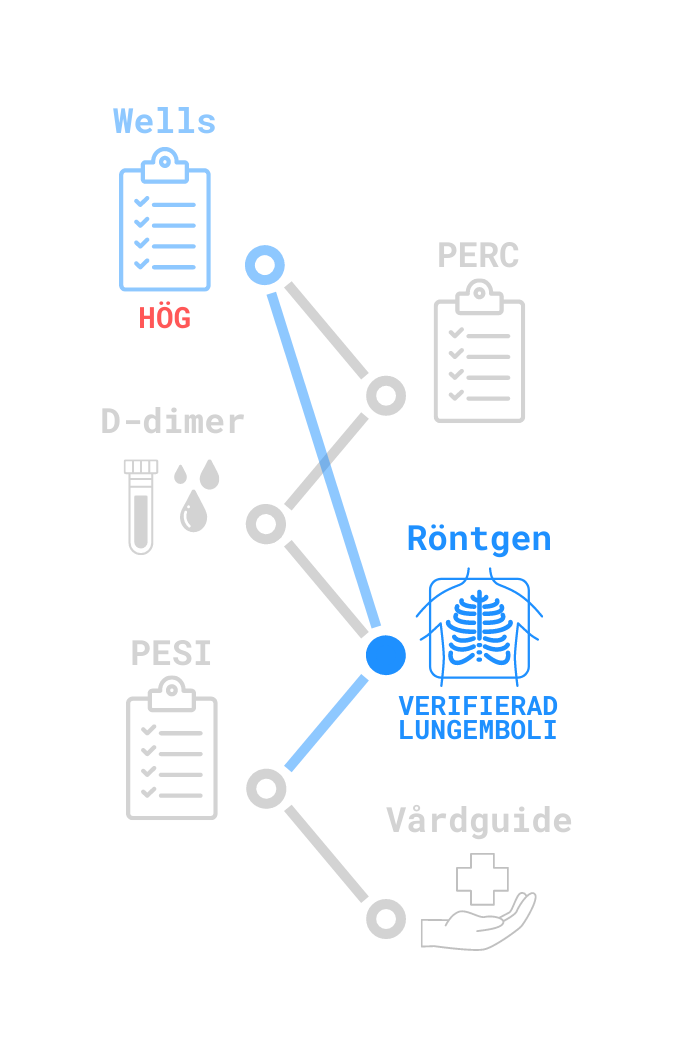 Wells
HÖG
PERC
D-dimer
Röntgen
VERIFIERAD
LUNGEMBOLI
PESI
Vårdguide